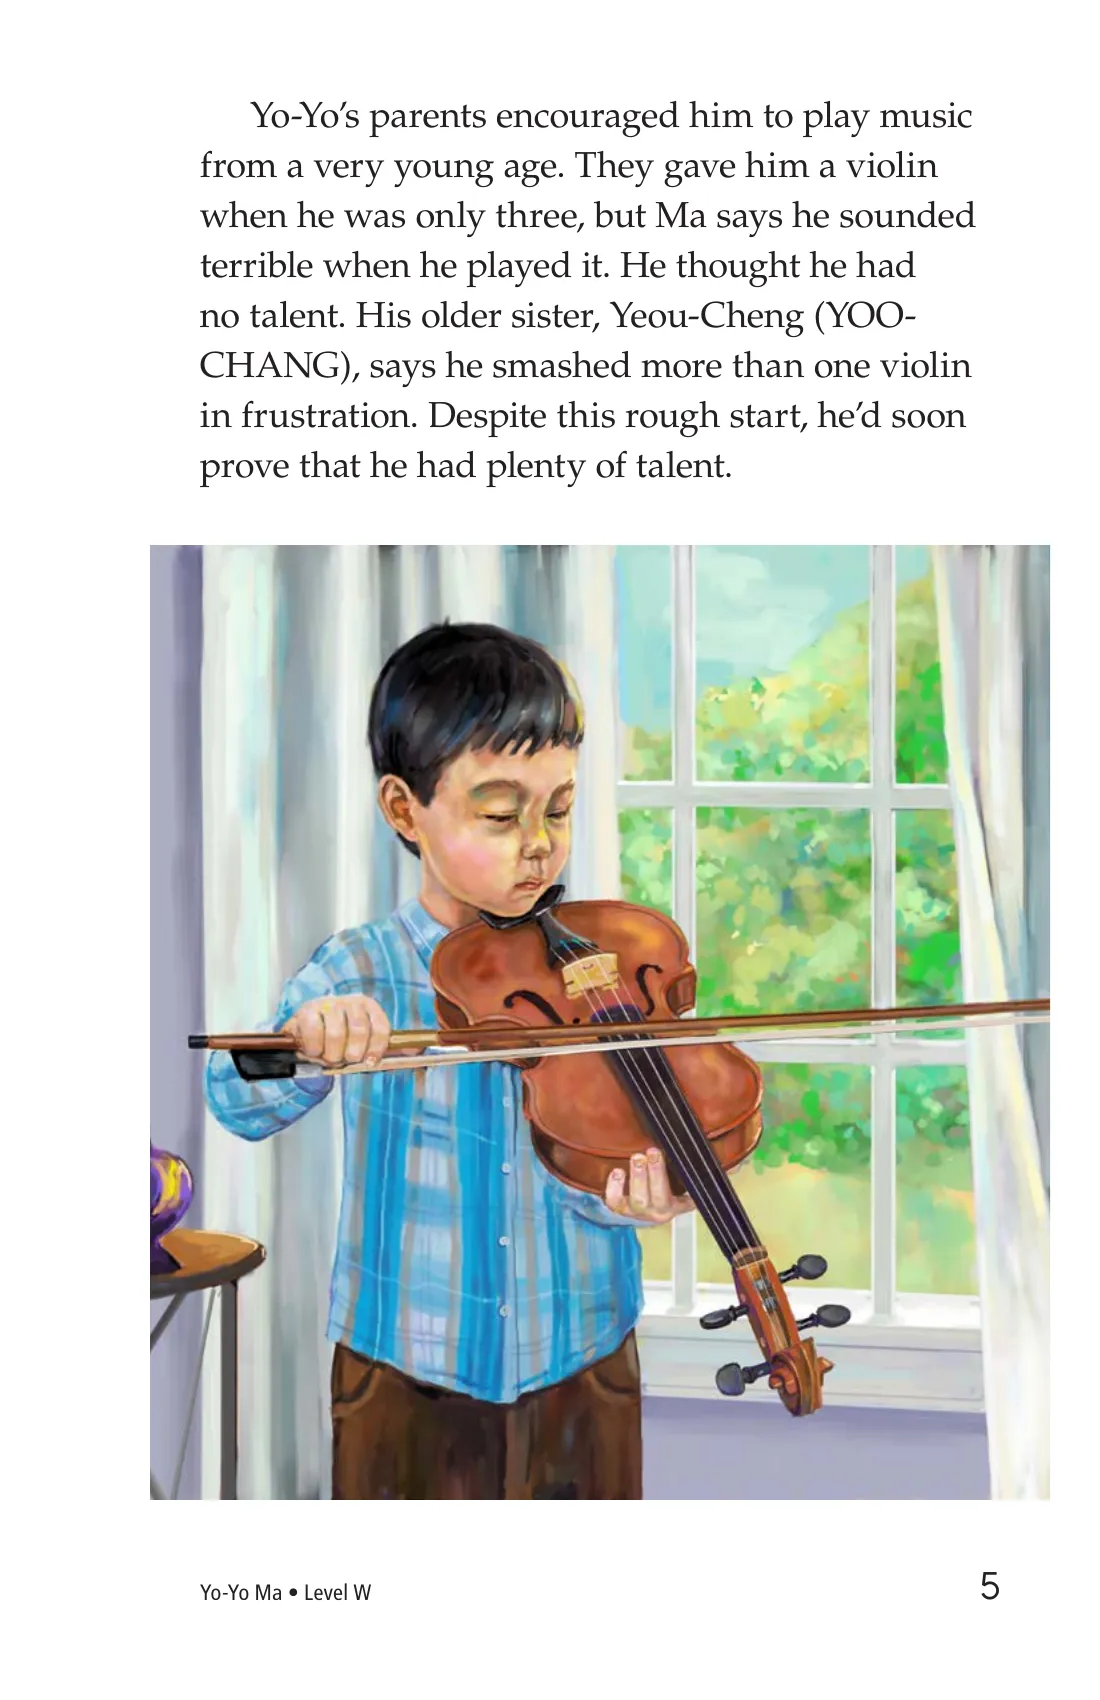 Yo-Yo’s parents encouraged him to play music
from a very young age. They gave him a violin
when he was only three, but Ma says he sounded
terrible when he played it. He thought he had
no talent. His older sister, Yeou-Cheng (YOO-
CHANG), says he smashed more than one violin
in frustration. Despite this rough start, he’d soon
prove that he had plenty of talent.
Yo-Yo Ma • Level W
5